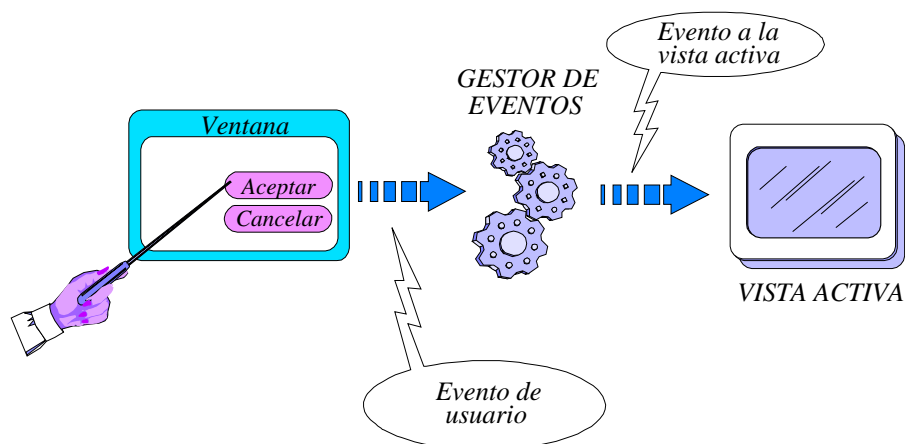 Ventana
Aceptar
Cancelar
Evento de
usuario
GESTOR DE
EVENTOS
Evento a la
vista activa
VISTA ACTIVA